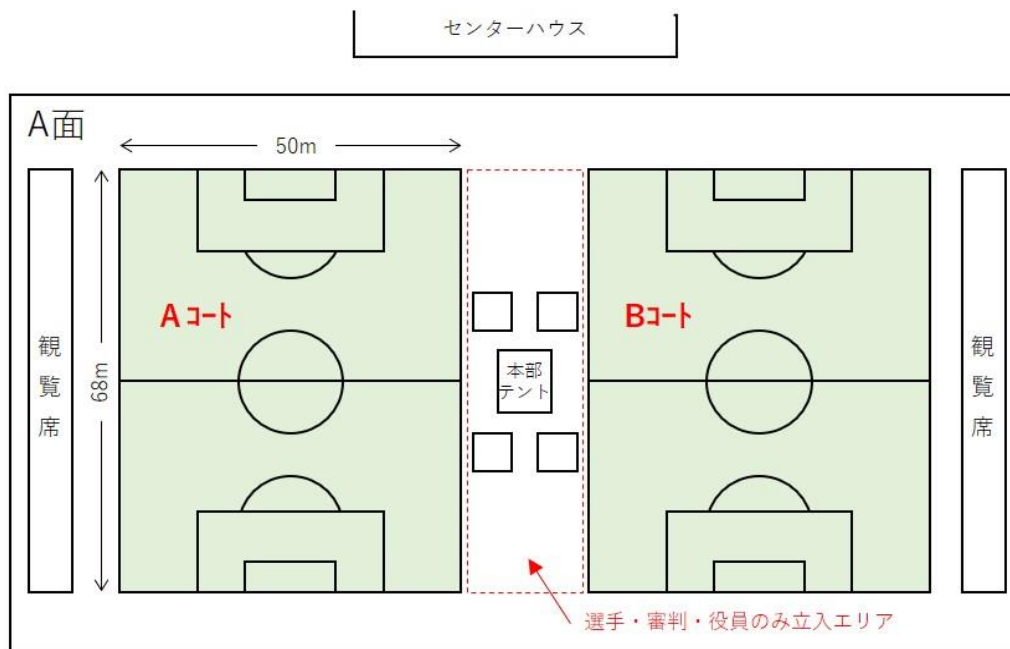 センターハウス
A面
50m
観覧席
68m
Aコート
Bコート
本部
テント
観覧席
選手・審判・役員のみ立入エリア